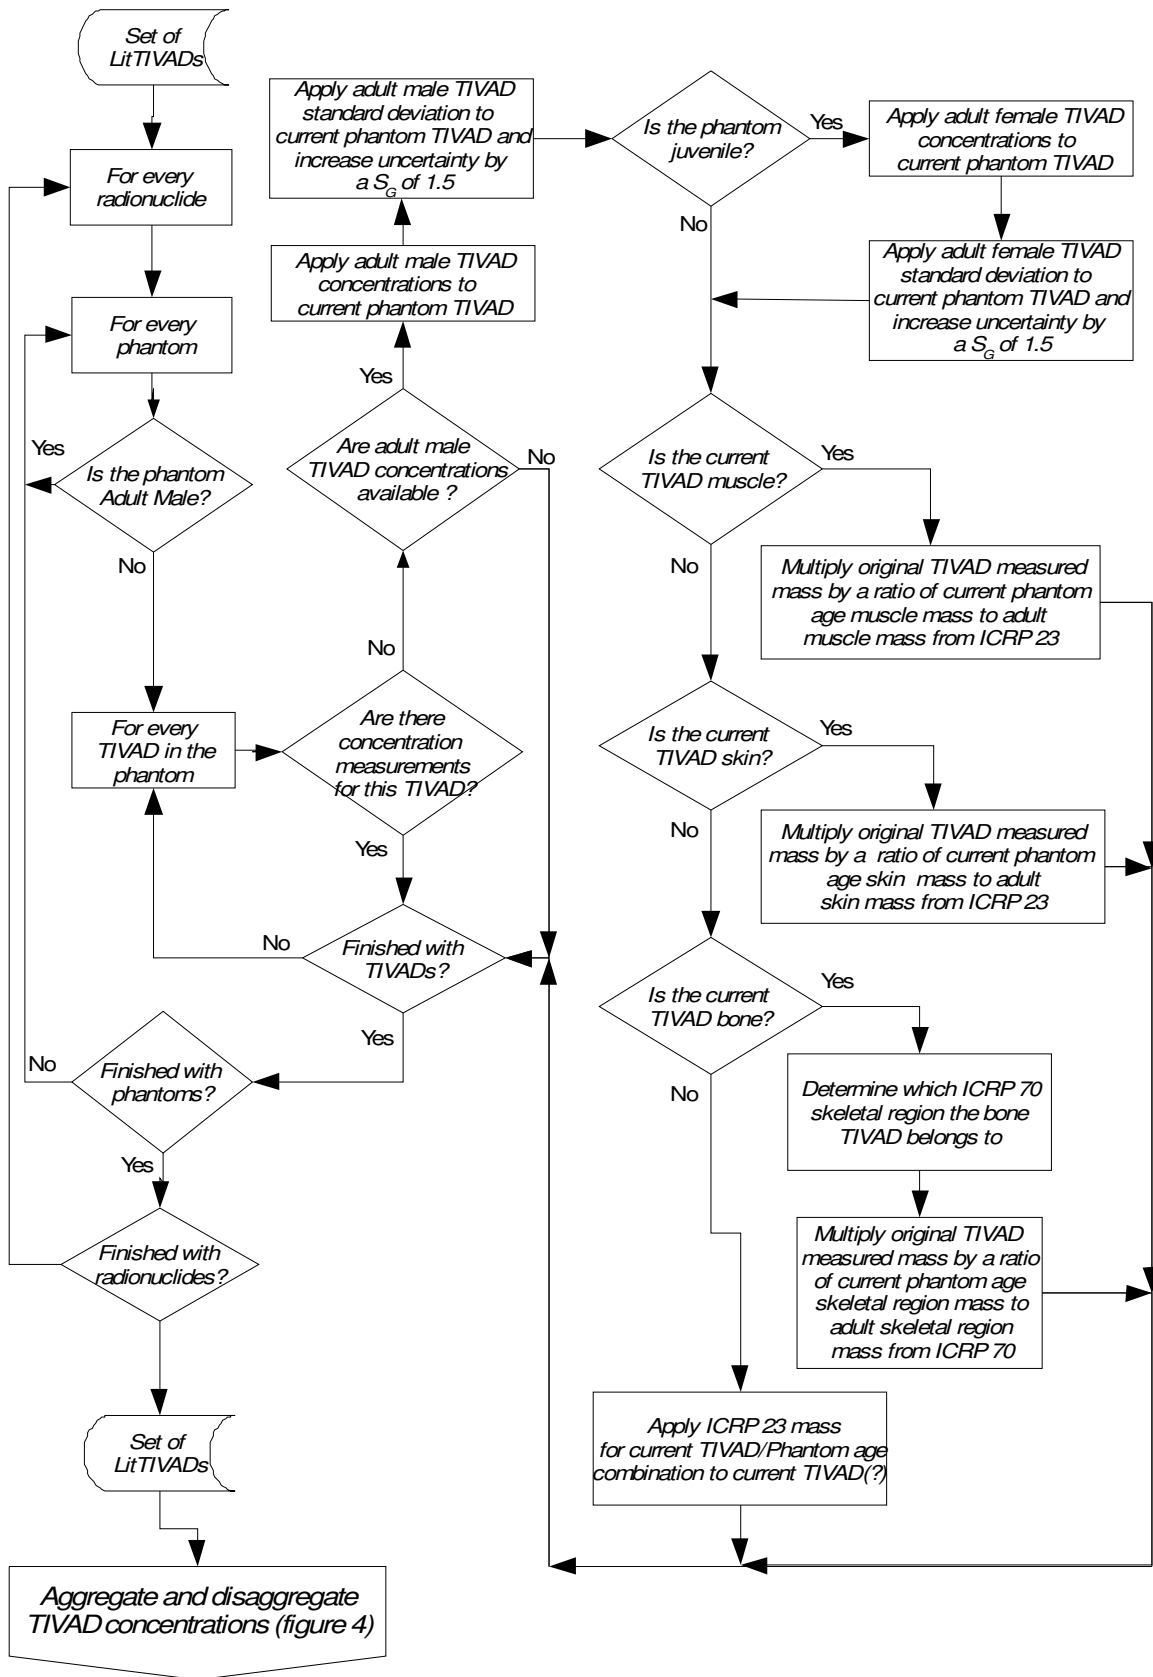 Set of
LitTIVADs
For every
radionuclide
For every
phantom
Yes
Is the phantom
Adult Male?
No
For every
TIVAD in the
phantom
Apply adult male TIVAD
standard deviation to
current phantom TIVAD and
increase uncertainty by
a S_G of 1.5
Apply adult male TIVAD
concentrations to
current phantom TIVAD
Yes
Are adult male
TIVAD concentrations
available ?
No
No
Are there
concentration
measurements
for this TIVAD?
Yes
No
Finished with
TIVADs?
Yes
No
Finished with
phantoms?
Yes
Finished with
radionuclides?
Set of
LitTIVADs
Aggregate and disaggregate
TIVAD concentrations (figure 4)
Is the phantom
juvenile?
Yes
Apply adult female TIVAD
concentrations to
current phantom TIVAD
No
Apply adult female TIVAD
standard deviation to
current phantom TIVAD and
increase uncertainty by
a S_G of 1.5
Is the current
TIVAD muscle?
Yes
Multiply original TIVAD measured
mass by a ratio of current phantom
age muscle mass to adult
muscle mass from ICRP 23
No
Is the current
TIVAD skin?
Yes
Multiply original TIVAD measured
mass by a ratio of current phantom
age skin mass to adult
skin mass from ICRP 23
No
Is the current
TIVAD bone?
Yes
Determine which ICRP 70
skeletal region the bone
TIVAD belongs to
No
Multiply original TIVAD
measured mass by a ratio
of current phantom age
skeletal region mass to
adult skeletal region
mass from ICRP 70
Apply ICRP 23 mass
for current TIVAD/Phantom age
combination to current TIVAD(?)